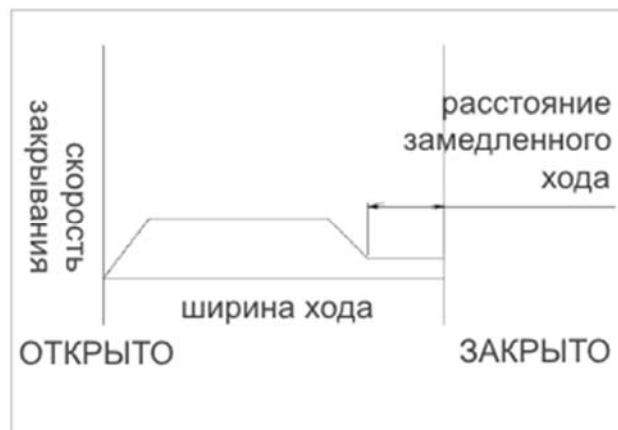 скорость
закрывания
расстояние
замедленного
хода
ширина хода
ОТКРЫТО
ЗАКРЫТО